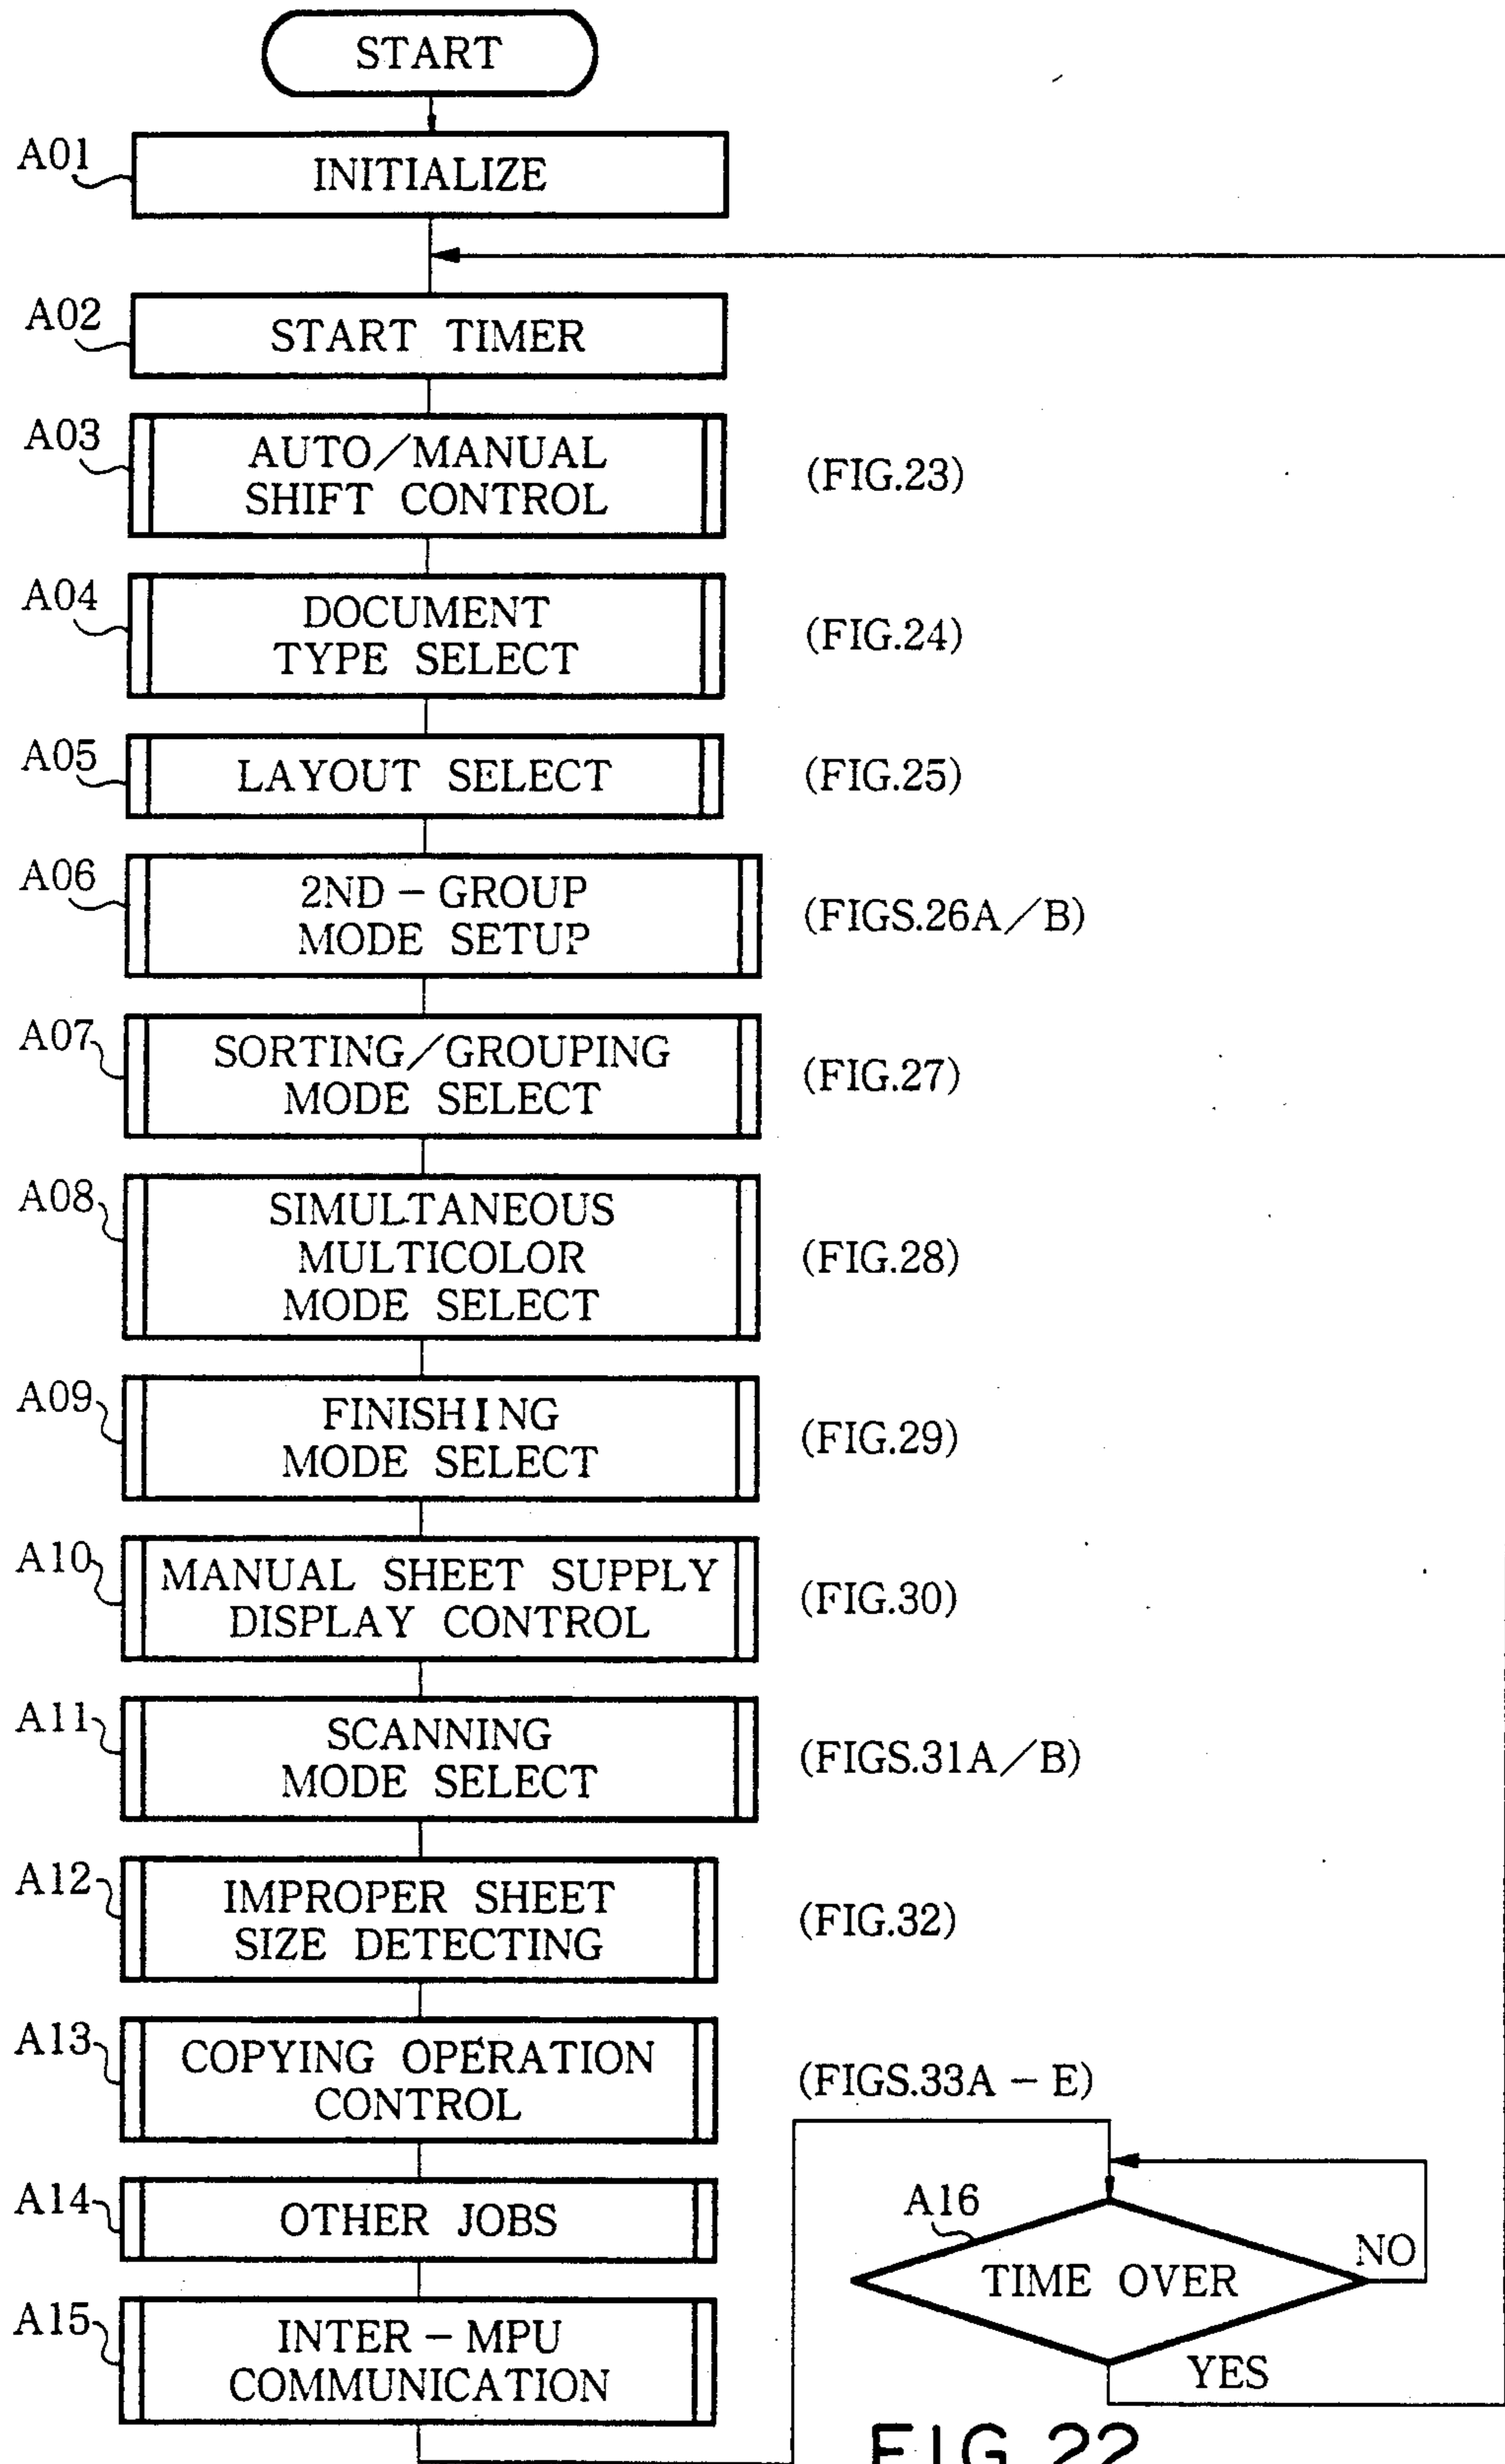 START
A01
INITIALIZE
A02
START TIMER
A03
AUTO/MANUAL
SHIFT CONTROL
(FIG.23)
A04
DOCUMENT
TYPE SELECT
(FIG.24)
A05
LAYOUT SELECT
(FIG.25)
A06
2ND-GROUP
MODE SETUP
(FIGS.26A/B)
A07
SORTING/GROUPING
MODE SELECT
(FIG.27)
A08
SIMULTANEOUS
MULTICOLOR
MODE SELECT
(FIG.28)
A09
FINISHING
MODE SELECT
(FIG.29)
A10
MANUAL SHEET SUPPLY
DISPLAY CONTROL
(FIG.30)
A11
SCANNING
MODE SELECT
(FIGS.31A/B)
A12
IMPROPER SHEET
SIZE DETECTING
(FIG.32)
A13
COPYING OPERATION
CONTROL
(FIGS.33A-E)
A14
OTHER JOBS
A15
INTER-MPU
COMMUNICATION
A16
TIME OVER
NO
YES
FIG.22